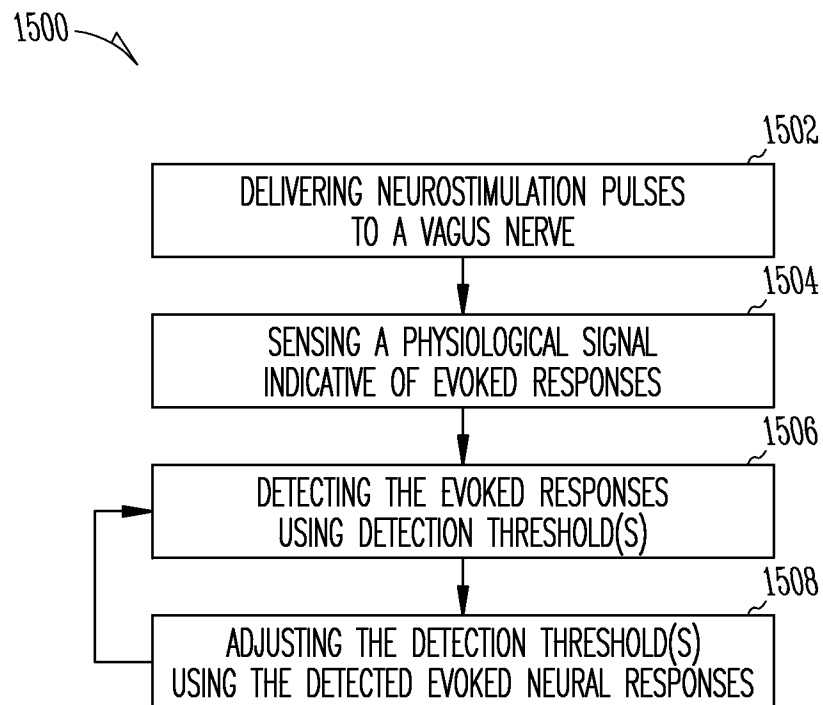 1500
1502
DELIVERING NEUROSTIMULATION PULSES
TO A VAGUS NERVE
1504
SENSING A PHYSIOLOGICAL SIGNAL
INDICATIVE OF EVOKED RESPONSES
1506
DETECTING THE EVOKED RESPONSES
USING DETECTION THRESHOLD(S)
1508
ADJUSTING THE DETECTION THRESHOLD(S)
USING THE DETECTED EVOKED NEURAL RESPONSES